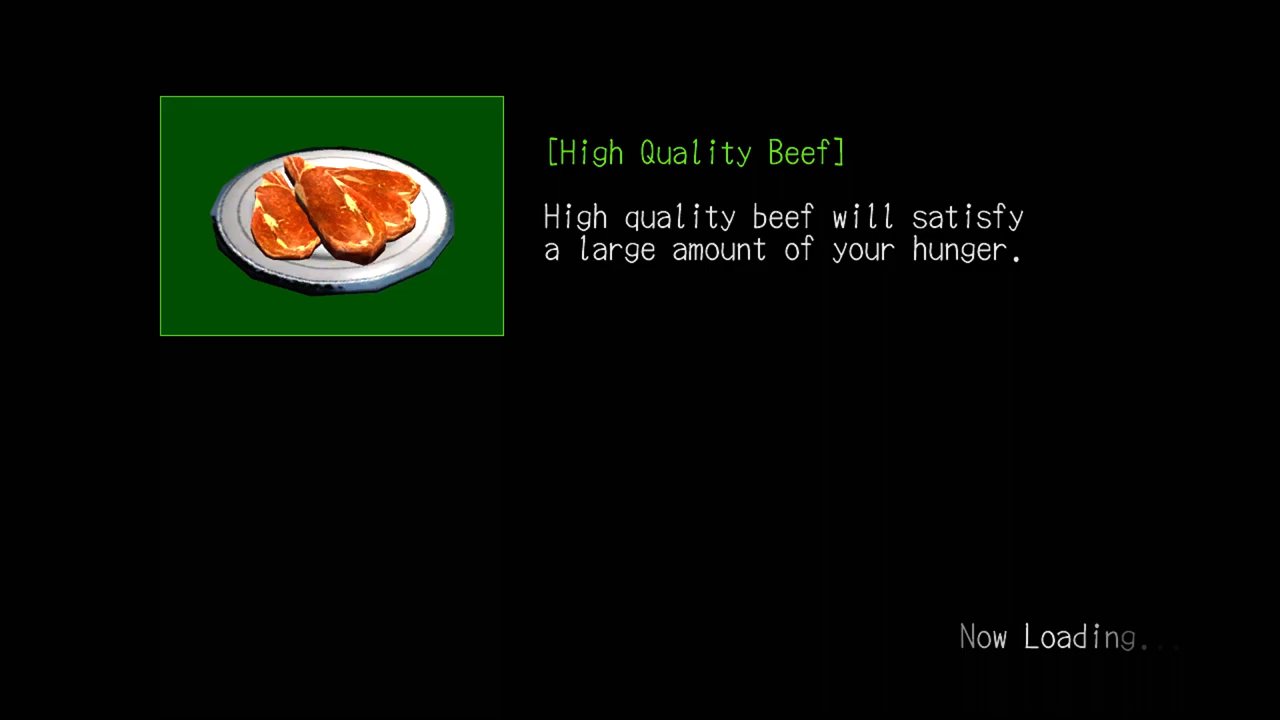 [High Quality Beef]
High quality beef will satisfy
a large amount of your hunger.
Now Loading...